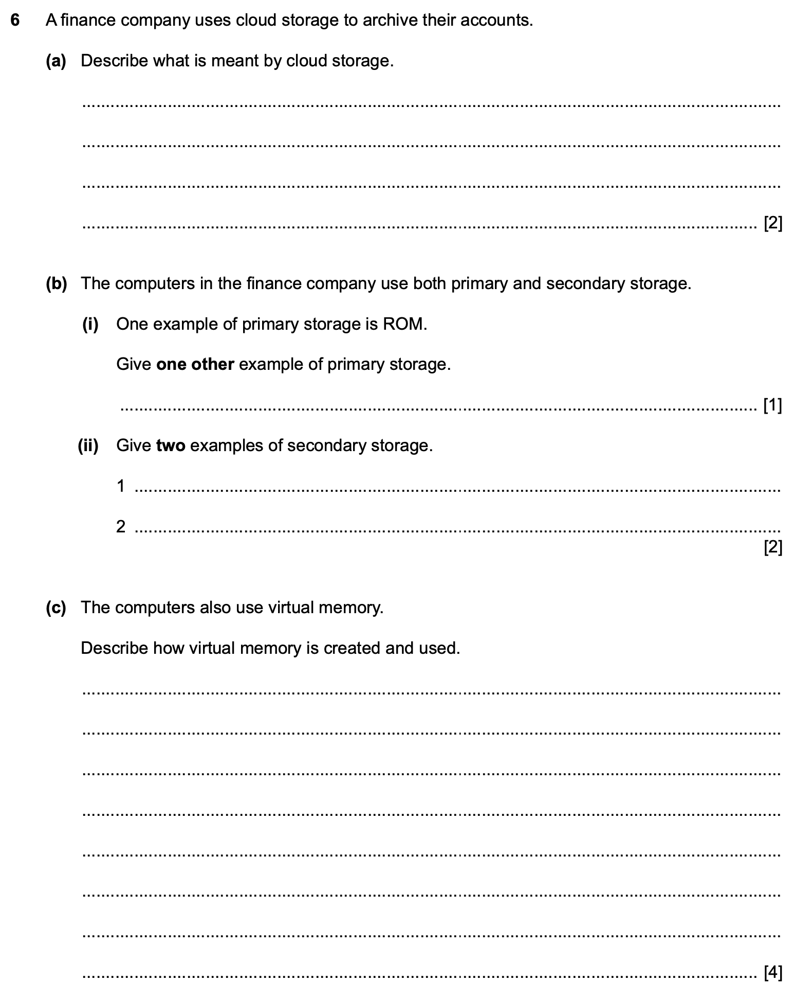 6 A finance company uses cloud storage to archive their accounts.
(a) Describe what is meant by cloud storage.
................................................................................
................................................................................
................................................................................
................................................................................ [2]
(b) The computers in the finance company use both primary and secondary storage.
(i) One example of primary storage is ROM.
Give one other example of primary storage.
................................................................................ [1]
(ii) Give two examples of secondary storage.
1 ................................................................................
2 ................................................................................
[2]
(c) The computers also use virtual memory.
Describe how virtual memory is created and used.
................................................................................
................................................................................
................................................................................
................................................................................
................................................................................
................................................................................
................................................................................
................................................................................ [4]